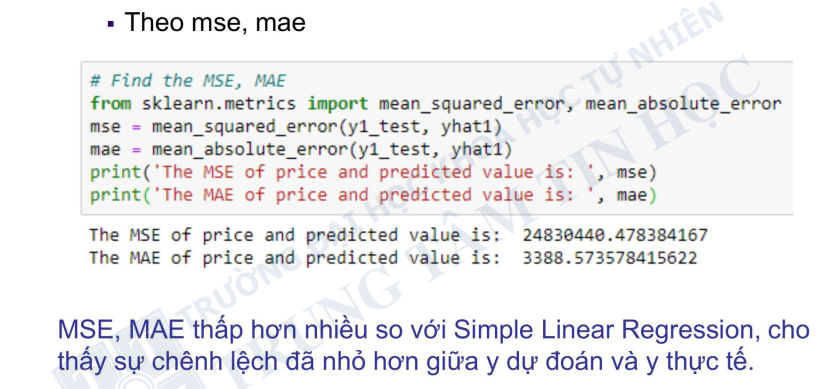 ▪ Theo mse, mae
# Find the MSE, MAE
from sklearn.metrics import mean_squared_error, mean_absolute_error
mse = mean_squared_error(y1_test, yhat1)
mae = mean_absolute_error(y1_test, yhat1)
print('The MSE of price and predicted value is: ', mse)
print('The MAE of price and predicted value is: ', mae)
The MSE of price and predicted value is:  24830440.478384167
The MAE of price and predicted value is:  3388.573578415622
MSE, MAE thấp hơn nhiều so với Simple Linear Regression, cho
thấy sự chênh lệch đã nhỏ hơn giữa y dự đoán và y thực tế.
TRƯỜNG ĐẠI HỌC KHOA HỌC TỰ NHIÊN
TRUNG TÂM TIN HỌC